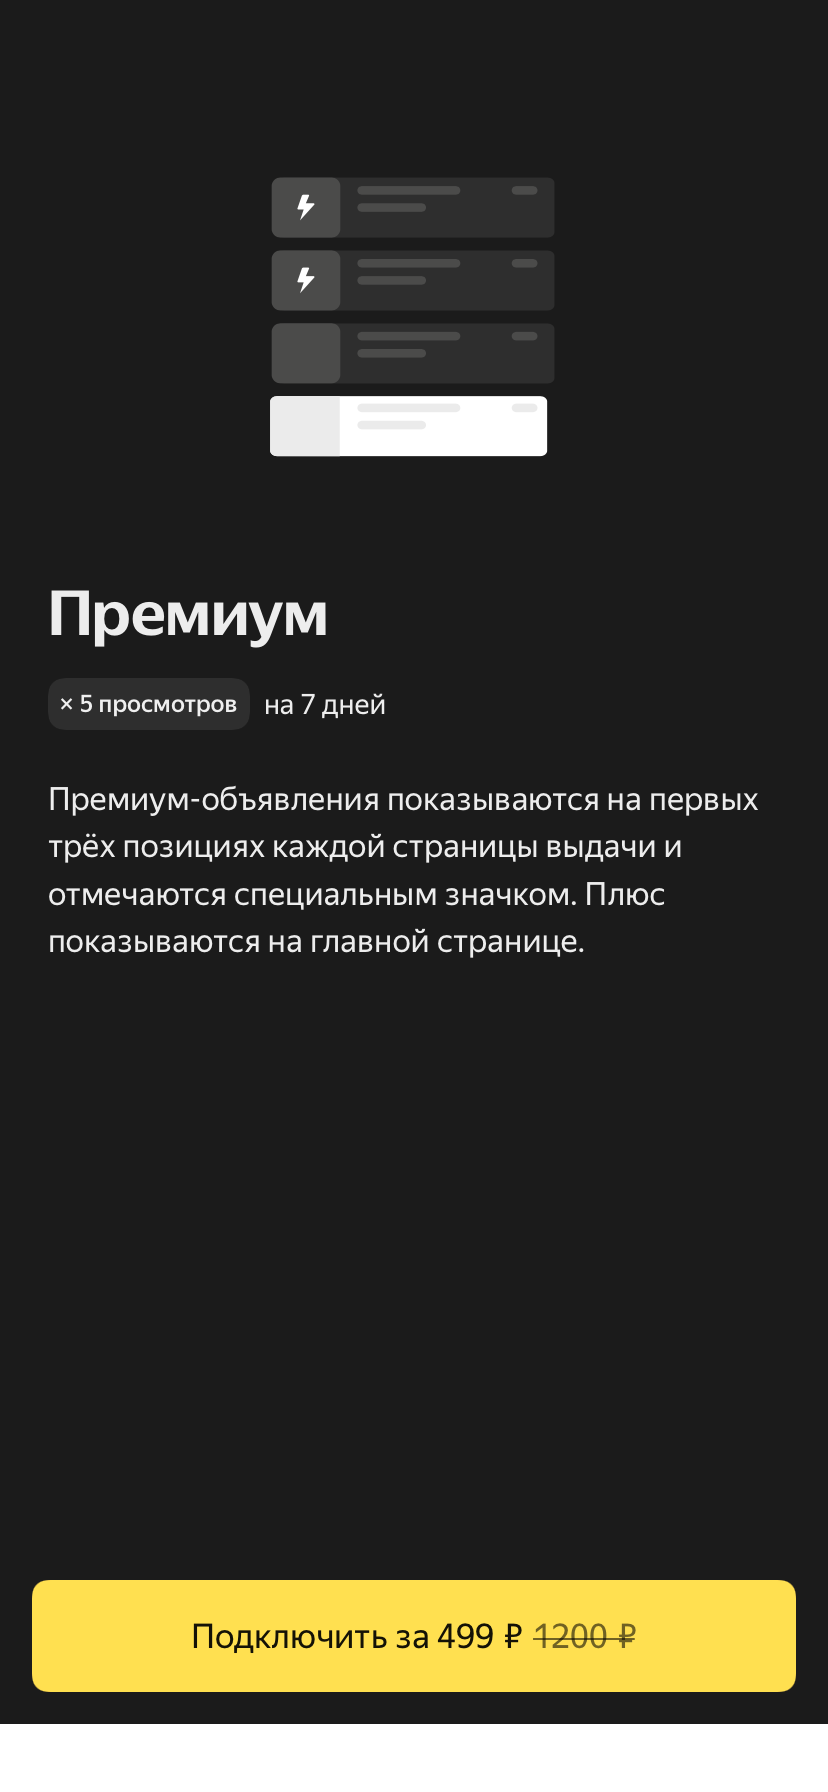 Премиум
× 5 просмотров на 7 дней
Премиум-объявления показываются на первых
трёх позициях каждой страницы выдачи и
отмечаются специальным значком. Плюс
показываются на главной странице.
Подключить за 499 ₽ 1200 ₽